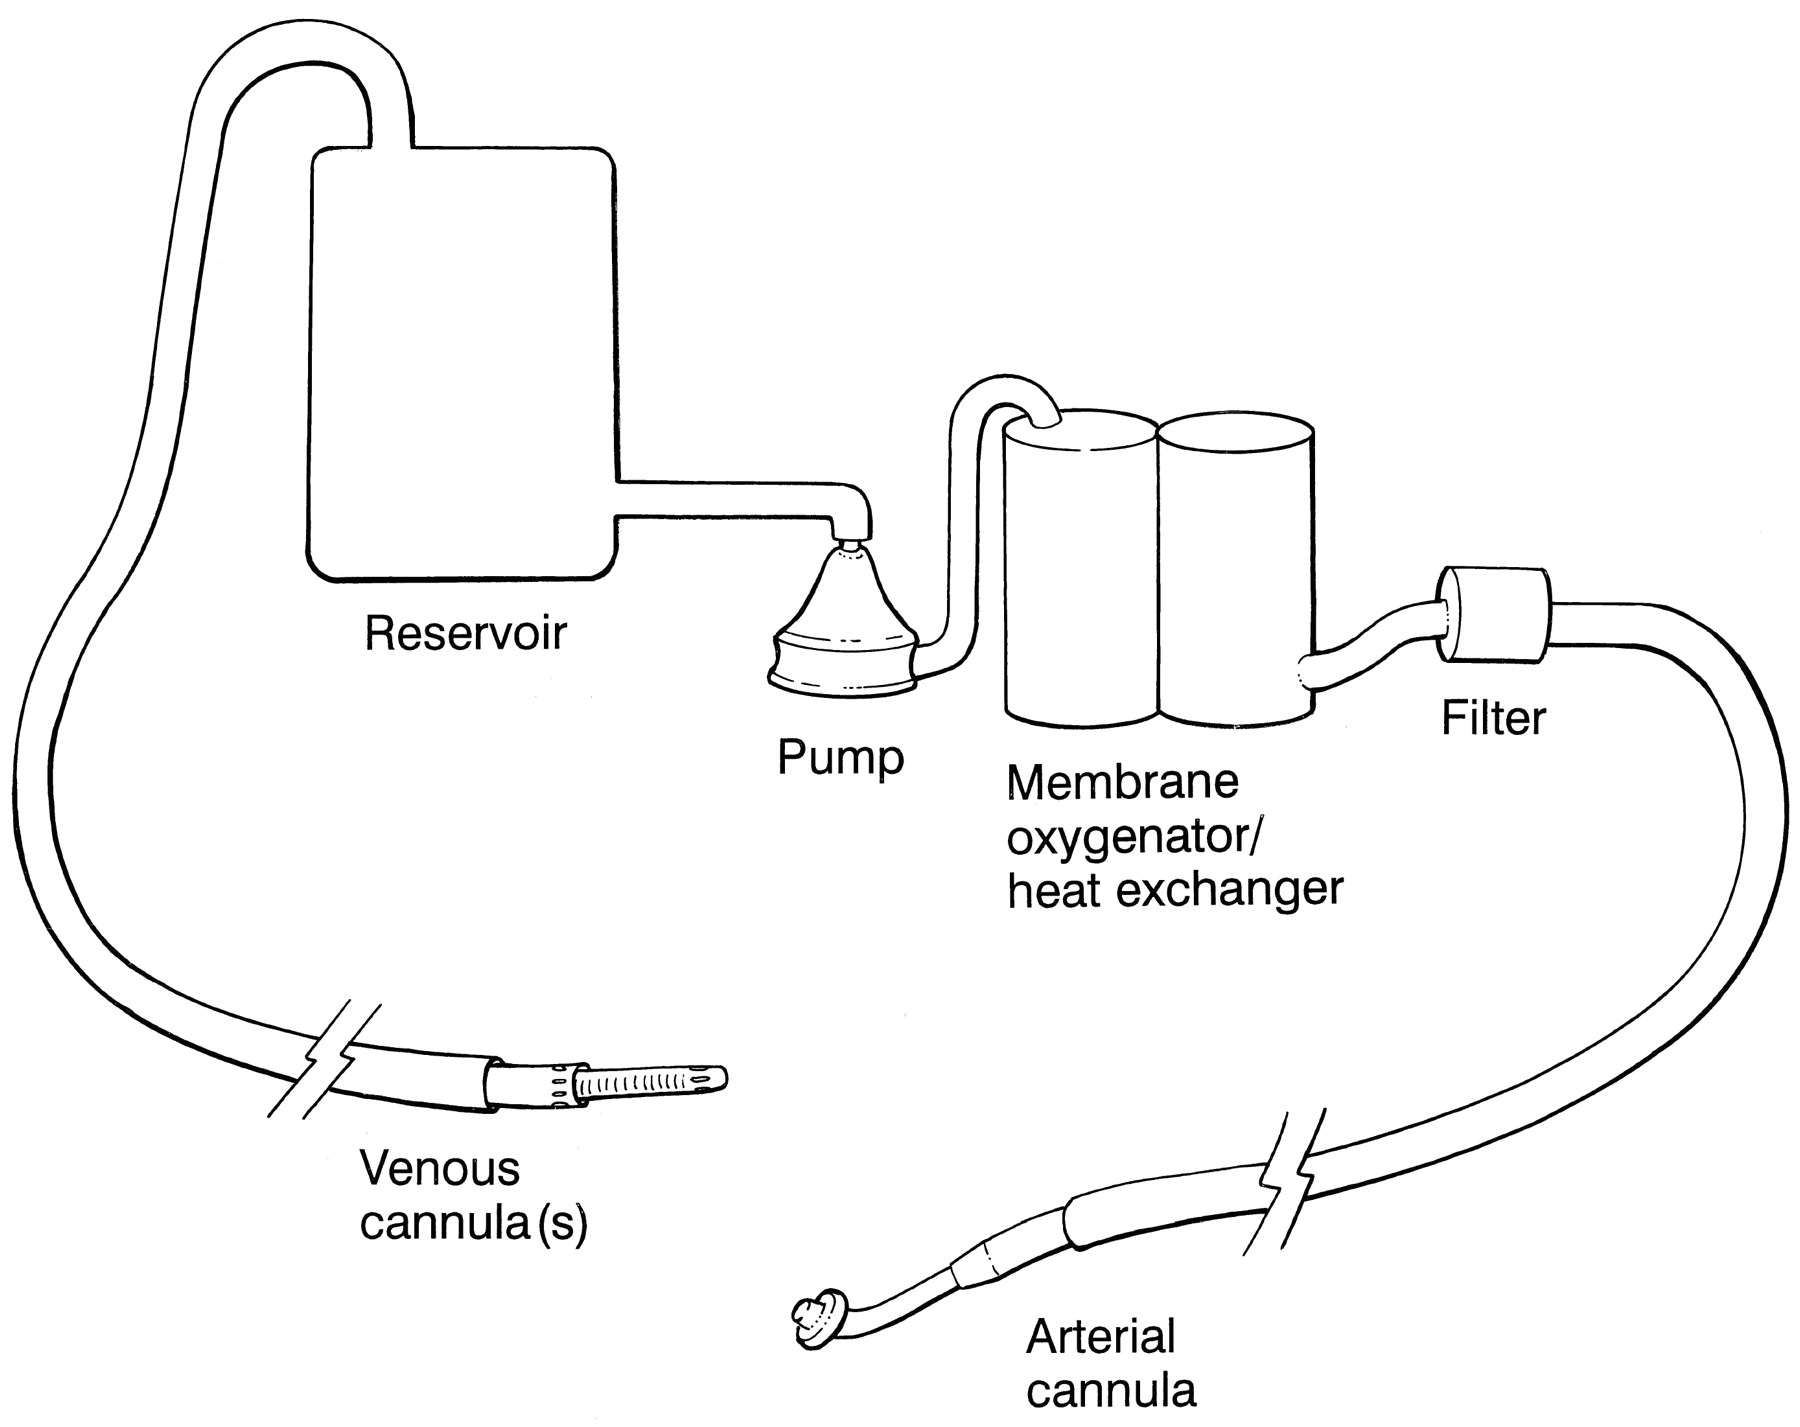 Reservoir
Pump
Membrane
oxygenator/
heat exchanger
Filter
Venous
cannula(s)
Arterial
cannula